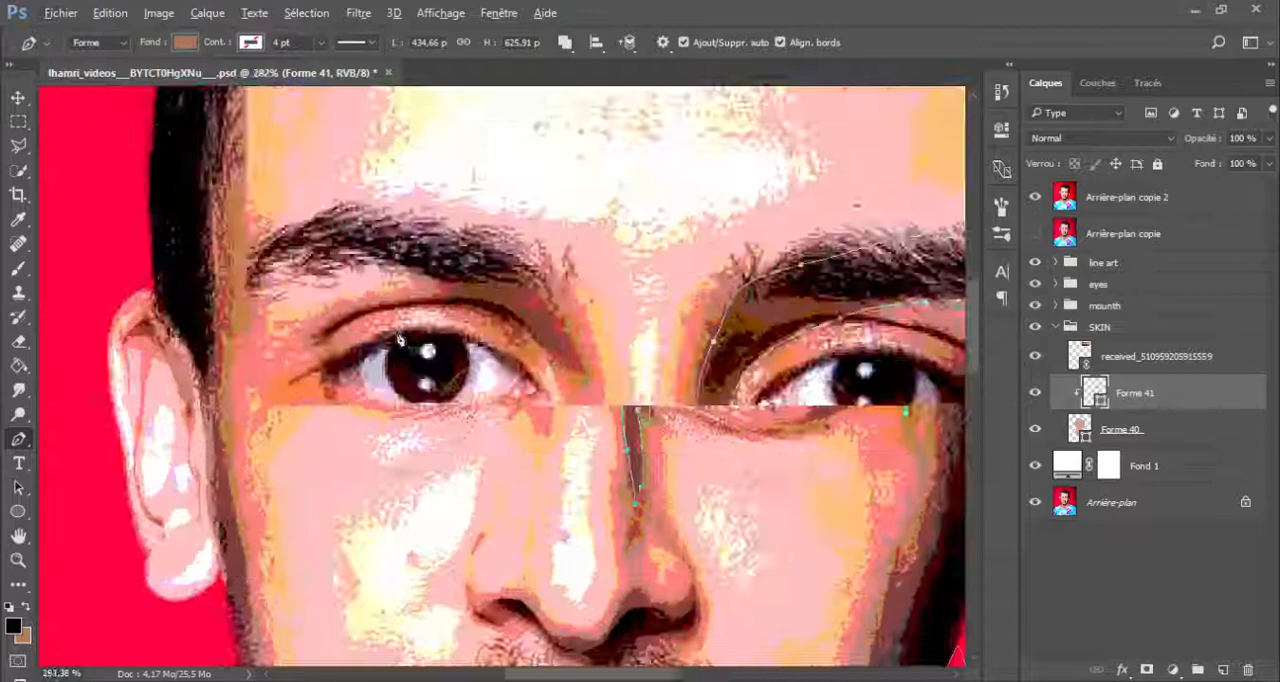 Ps Fichier Edition Image Calque Texte Sélection Filtre 3D Affichage Fenêtre Aide
Forme Fond : Cont. : 4 pt L : 434,66 p H : 625,91 p Ajout/Suppr. auto Align. bords
lhamri_videos___BYTCT0HgXNu___.psd @ 282% (Forme 41, RVB/8) *
Calques Couches Tracés
Type
Normal Opacité : 100 %
Verrou : Fond : 100 %
Arrière-plan copie 2
Arrière-plan copie
line art
eyes
mounth
SKIN
received_510959205915559
Forme 41
Forme 40
Fond 1
Arrière-plan
Doc : 4,17 Mo/25,5 Mo